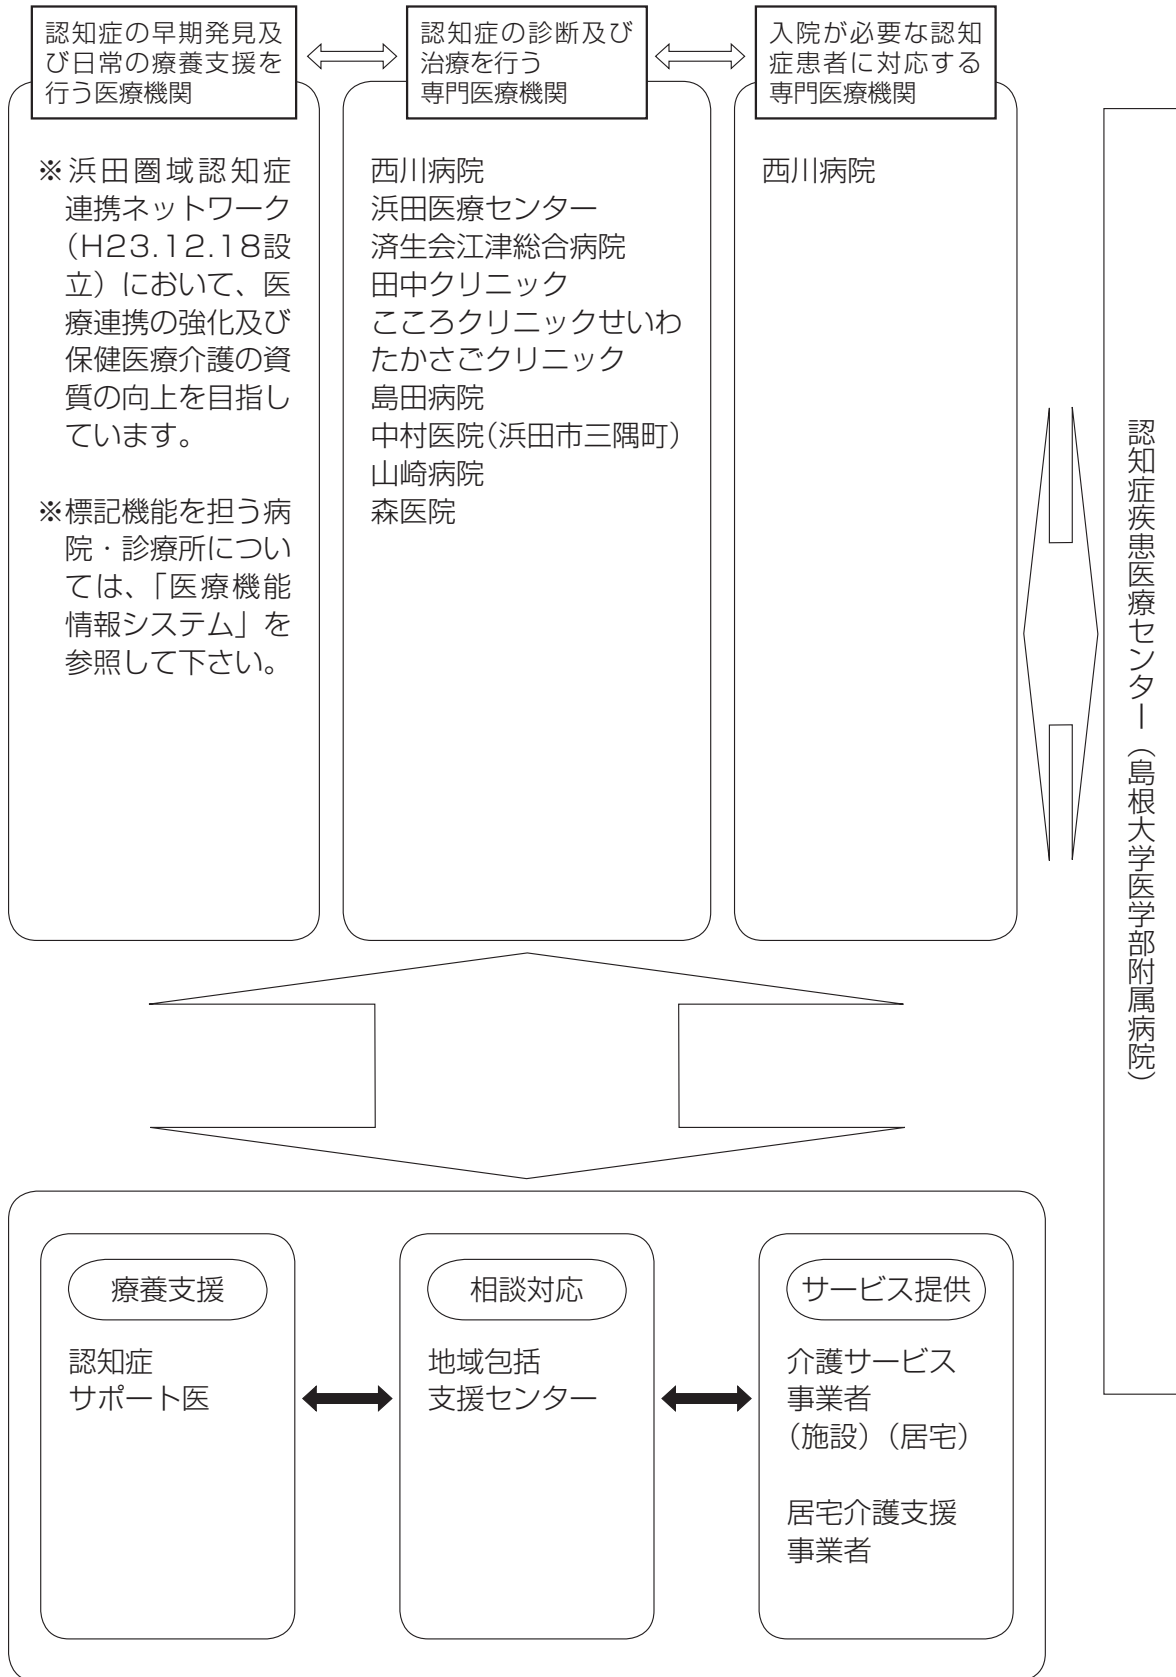 認知症の早期発見及
び日常の療養支援を
行う医療機関
※浜田圏域認知症
連携ネットワーク
(H23.12.18設
立)において、医
療連携の強化及び
保健医療介護の資
質の向上を目指し
ています。
※標記機能を担う病
院・診療所につい
ては、「医療機能
情報システム」を
参照して下さい。
認知症の診断及び
治療を行う
専門医療機関
西川病院
浜田医療センター
済生会江津総合病院
田中クリニック
こころクリニックせいわ
たかさごクリニック
島田病院
中村医院(浜田市三隅町)
山崎病院
森医院
入院が必要な認知
症患者に対応する
専門医療機関
西川病院
認知症疾患医療センター(島根大学医学部附属病院)
療養支援
認知症
サポート医
相談対応
地域包括
支援センター
サービス提供
介護サービス
事業者
(施設)(居宅)
居宅介護支援
事業者